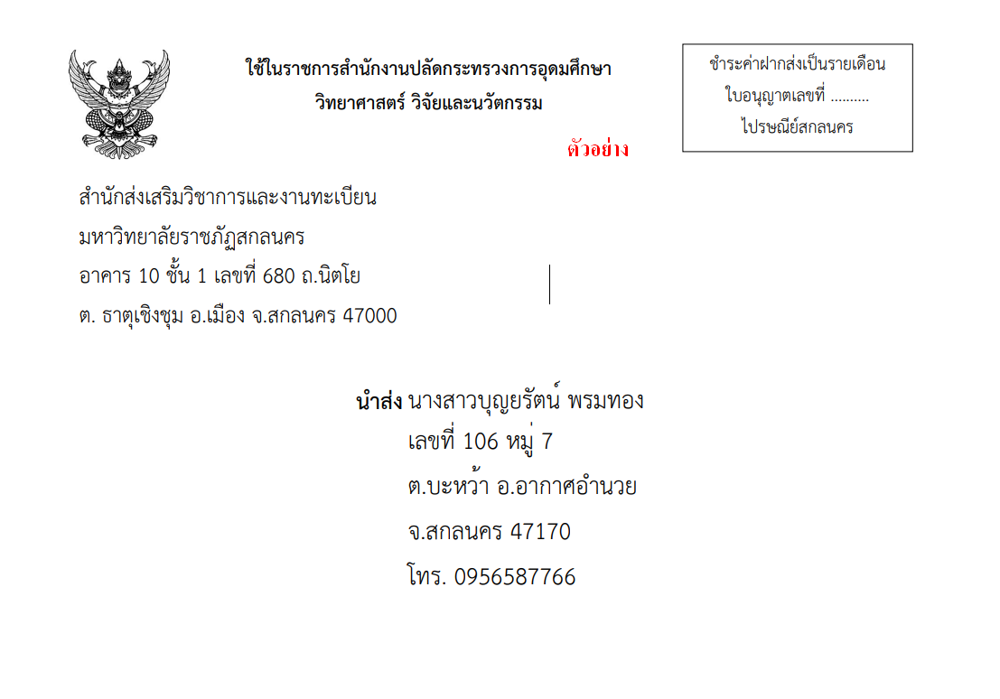 ใช้ในราชการสำนักงานปลัดกระทรวงการอุดมศึกษา
วิทยาศาสตร์ วิจัยและนวัตกรรม
ชำระค่าฝากส่งเป็นรายเดือน
ใบอนุญาตเลขที่ ..........
ไปรษณีย์สกลนคร
ตัวอย่าง
สำนักส่งเสริมวิชาการและงานทะเบียน
มหาวิทยาลัยราชภัฏสกลนคร
อาคาร 10 ชั้น 1 เลขที่ 680 ถ.นิตโย
ต. ธาตุเชิงชุม อ.เมือง จ.สกลนคร 47000
นำส่ง นางสาวบุญยรัตน์ พรมทอง
เลขที่ 106 หมู่ 7
ต.บะหว้า อ.อากาศอำนวย
จ.สกลนคร 47170
โทร. 0956587766